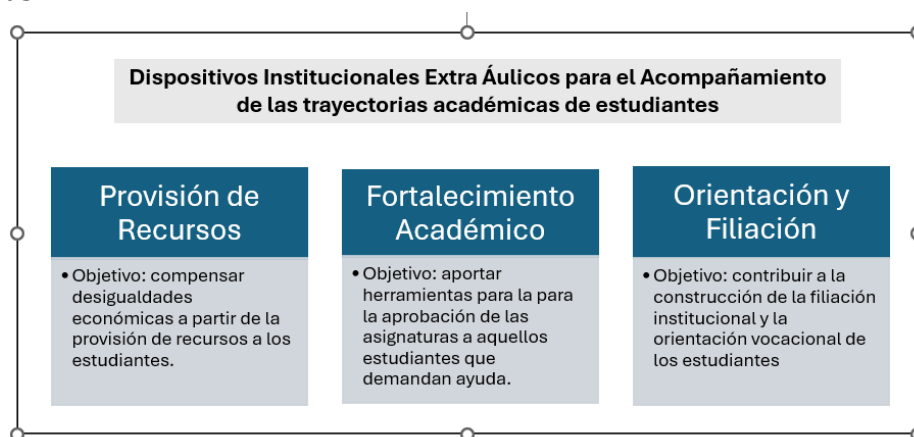 Dispositivos Institucionales Extra Áulicos para el Acompañamiento
de las trayectorias académicas de estudiantes
Provisión de
Recursos
• Objetivo: compensar
desigualdades
económicas a partir de la
provisión de recursos a los
estudiantes.
Fortalecimiento
Académico
• Objetivo: aportar
herramientas para la para
la aprobación de las
asignaturas a aquellos
estudiantes que
demandan ayuda.
Orientación y
Filiación
• Objetivo: contribuir a la
construcción de la filiación
institucional y la
orientación vocacional de
los estudiantes